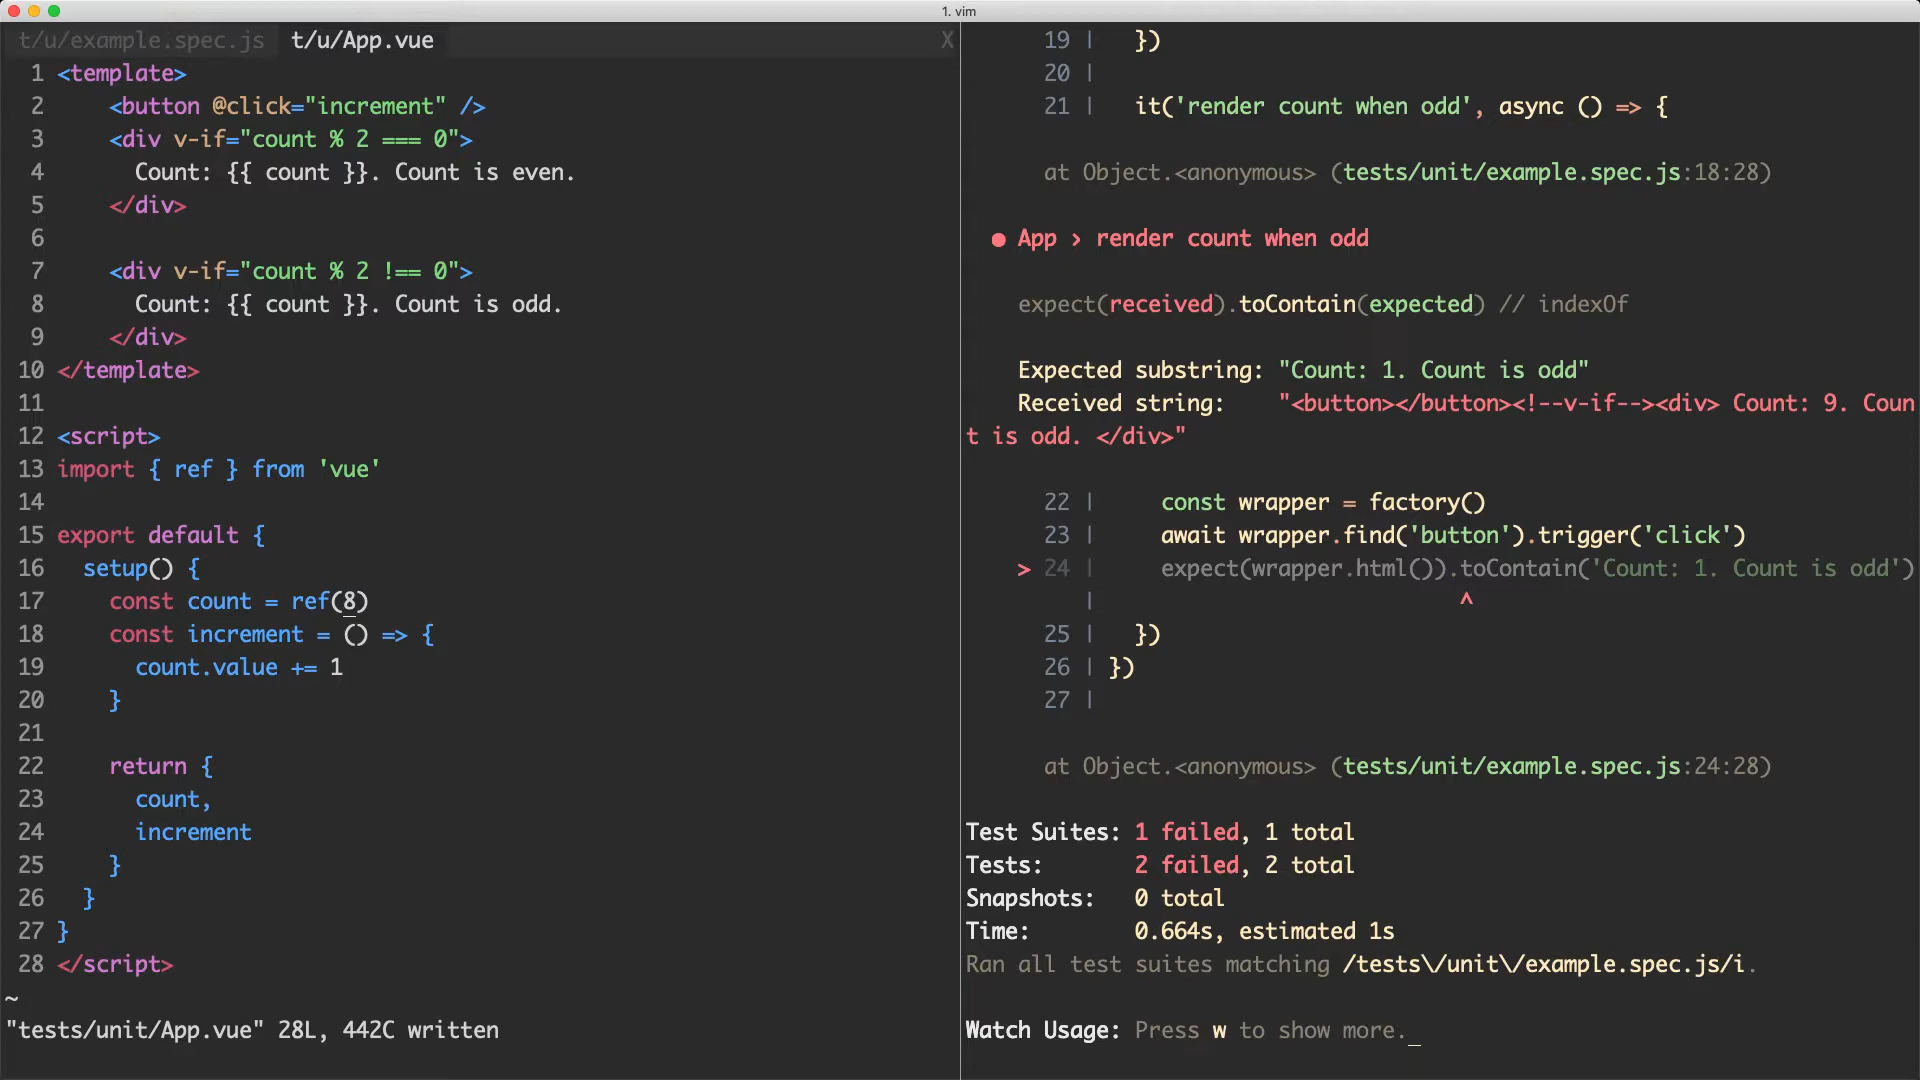 1. vim
t/u/example.spec.js t/u/App.vue X
1 <template>
2 <button @click="increment" />
3 <div v-if="count % 2 === 0">
4 Count: {{ count }}. Count is even.
5 </div>
6
7 <div v-if="count % 2 !== 0">
8 Count: {{ count }}. Count is odd.
9 </div>
10 </template>
11
12 <script>
13 import { ref } from 'vue'
14
15 export default {
16 setup() {
17 const count = ref(8)
18 const increment = () => {
19 count.value += 1
20 }
21
22 return {
23 count,
24 increment
25 }
26 }
27 }
28 </script>
~
"tests/unit/App.vue" 28L, 442C written
19 | })
20 |
21 | it('render count when odd', async () => {
at Object.<anonymous> (tests/unit/example.spec.js:18:28)
● App › render count when odd
expect(received).toContain(expected) // indexOf
Expected substring: "Count: 1. Count is odd"
Received string: "<button></button><!--v-if--><div> Count: 9. Coun
t is odd. </div>"
22 | const wrapper = factory()
23 | await wrapper.find('button').trigger('click')
> 24 | expect(wrapper.html()).toContain('Count: 1. Count is odd')
| ^
25 | })
26 | })
27 |
at Object.<anonymous> (tests/unit/example.spec.js:24:28)
Test Suites: 1 failed, 1 total
Tests: 2 failed, 2 total
Snapshots: 0 total
Time: 0.664s, estimated 1s
Ran all test suites matching /tests\/unit\/example.spec.js/i.
Watch Usage: Press w to show more._